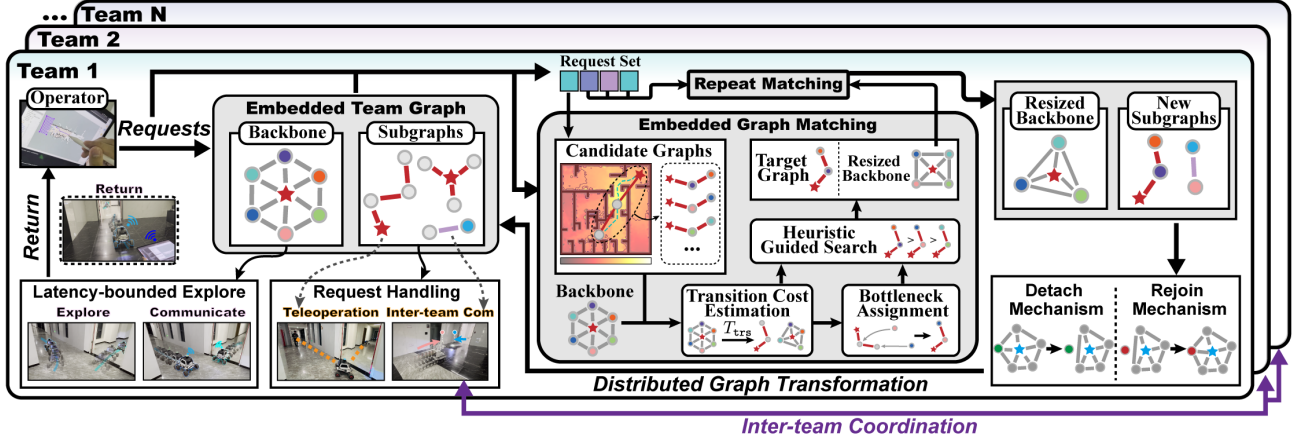 ... Team N
Team 2
Team 1
Operator
Requests
Return
Return
Embedded Team Graph
Backbone
Subgraphs
Latency-bounded Explore
Explore
Communicate
Request Handling
Teleoperation
Inter-team Com
Request Set
Repeat Matching
Embedded Graph Matching
Candidate Graphs
...
Target
Graph
Resized
Backbone
Heuristic
Guided Search
> >
Backbone
Transition Cost
Estimation
T_trs
Bottleneck
Assignment
Resized
Backbone
New
Subgraphs
Detach
Mechanism
Rejoin
Mechanism
Distributed Graph Transformation
Inter-team Coordination